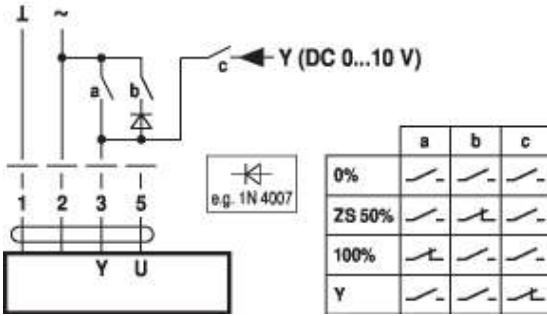 ⊥ ~
a b c Y (DC 0...10 V)
e.g. 1N 4007
1 2 3 5
Y U
a b c
0%
ZS 50%
100%
Y